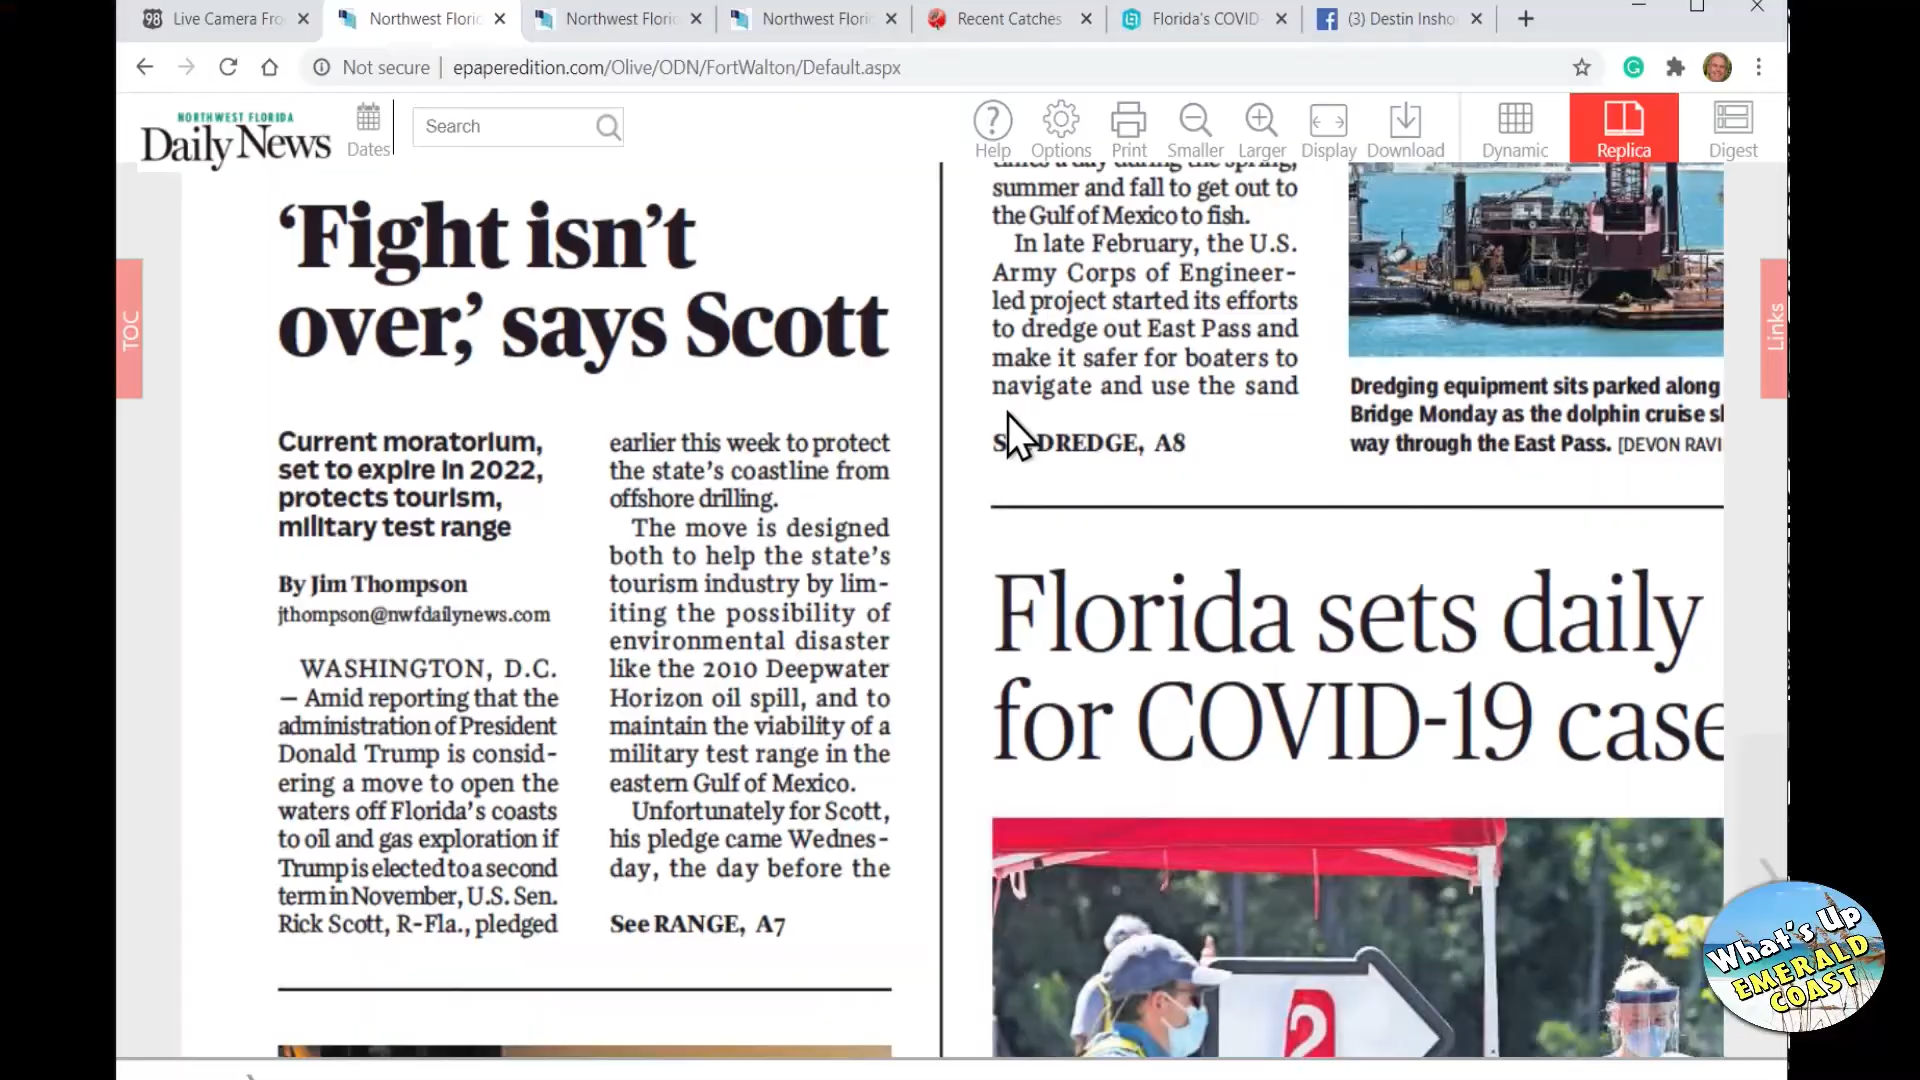 Live Camera Fro
Northwest Floric
Northwest Floric
Northwest Floric
Recent Catches
Florida's COVID
(3) Destin Insho
Not secure
epaperedition.com/Olive/ODN/FortWalton/Default.aspx
NORTHWEST FLORIDA
Daily News
Dates
Search
Help
Options
Print
Smaller
Larger
Display
Download
Dynamic
Replica
Digest
TOC
Links
‘Fight isn’t
over,’ says Scott
Current moratorium,
set to expire in 2022,
protects tourism,
military test range
By Jim Thompson
jthompson@nwfdailynews.com
WASHINGTON, D.C.
— Amid reporting that the
administration of President
Donald Trump is consid-
ering a move to open the
waters off Florida’s coasts
to oil and gas exploration if
Trump is elected to a second
term in November, U.S. Sen.
Rick Scott, R-Fla., pledged
earlier this week to protect
the state’s coastline from
offshore drilling.
The move is designed
both to help the state’s
tourism industry by lim-
iting the possibility of
environmental disaster
like the 2010 Deepwater
Horizon oil spill, and to
maintain the viability of a
military test range in the
eastern Gulf of Mexico.
Unfortunately for Scott,
his pledge came Wednes-
day, the day before the
See RANGE, A7
times a day during the spring,
summer and fall to get out to
the Gulf of Mexico to fish.
In late February, the U.S.
Army Corps of Engineer-
led project started its efforts
to dredge out East Pass and
make it safer for boaters to
navigate and use the sand
DREDGE, A8
Dredging equipment sits parked along
Bridge Monday as the dolphin cruise sl
way through the East Pass. [DEVON RAVI
Florida sets daily
for COVID-19 case
2
What's Up
EMERALD
COAST